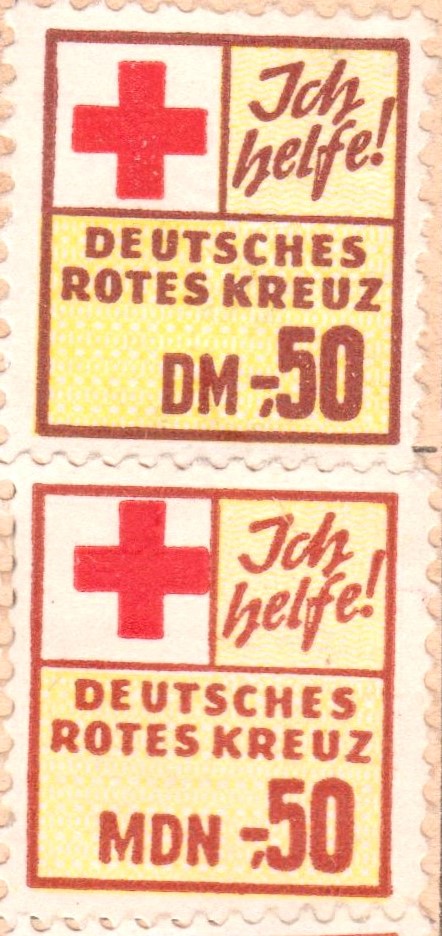 Ich
helfe!
DEUTSCHES
ROTES KREUZ
DM -,50
Ich
helfe!
DEUTSCHES
ROTES KREUZ
MDN -,50